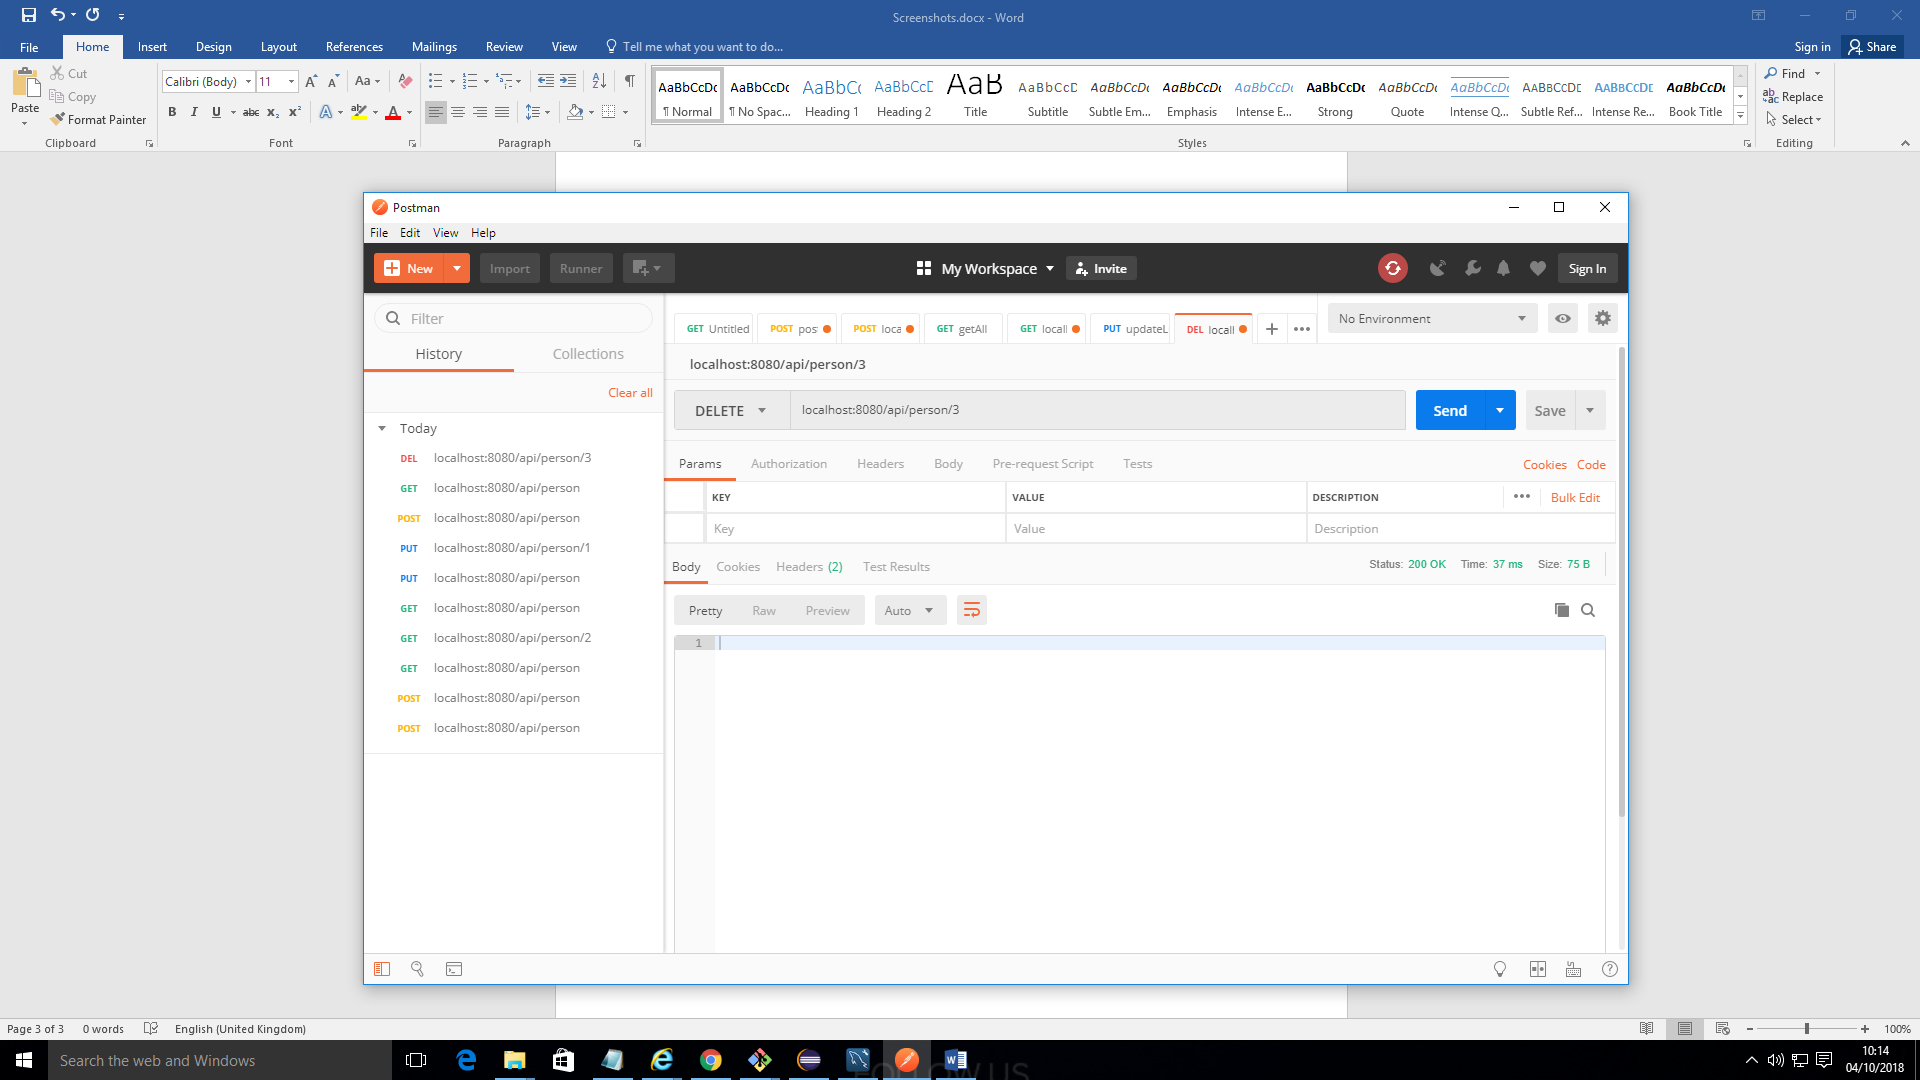 Screenshots.docx - Word
File Home Insert Design Layout References Mailings Review View Tell me what you want to do... Sign in Share
Paste Cut Copy Format Painter
Calibri (Body) 11
AaBbCcDc AaBbCcDc AaBbCc AaBbCcD AaB AaBbCcD AaBbCcDc AaBbCcDc AaBbCcDc AaBbCcDc AaBbCcDc AaBbCcDc AABBCCDE AABBCCDE AaBbCcDc
¶ Normal ¶ No Spac... Heading 1 Heading 2 Title Subtitle Subtle Em... Emphasis Intense E... Strong Quote Intense Q... Subtle Ref... Intense Re... Book Title
Find
Replace
Select
Clipboard Font Paragraph Styles Editing
Postman
File Edit View Help
New Import Runner My Workspace Invite Sign In
Filter
History Collections
Clear all
Today
DEL localhost:8080/api/person/3
GET localhost:8080/api/person
POST localhost:8080/api/person
PUT localhost:8080/api/person/1
PUT localhost:8080/api/person
GET localhost:8080/api/person
GET localhost:8080/api/person/2
GET localhost:8080/api/person
POST localhost:8080/api/person
POST localhost:8080/api/person
GET Untitled POST pos POST loca GET getAll GET locall PUT updateL DEL locall No Environment
localhost:8080/api/person/3
DELETE localhost:8080/api/person/3 Send Save
Params Authorization Headers Body Pre-request Script Tests Cookies Code
KEY VALUE DESCRIPTION Bulk Edit
Key Value Description
Body Cookies Headers (2) Test Results Status: 200 OK Time: 37 ms Size: 75 B
Pretty Raw Preview Auto
1
Page 3 of 3 0 words English (United Kingdom) 100%
Search the web and Windows
FOLLOW US
10:14
04/10/2018